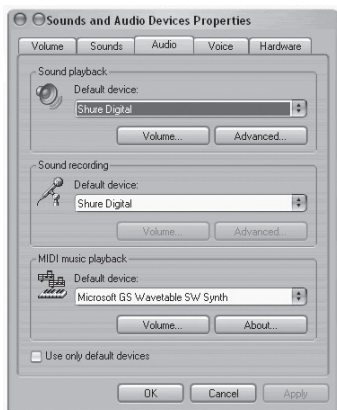 Sounds and Audio Devices Properties
Volume Sounds Audio Voice Hardware
Sound playback
Default device:
Shure Digital
Volume... Advanced...
Sound recording
Default device:
Shure Digital
Volume... Advanced...
MIDI music playback
Default device:
Microsoft GS Wavetable SW Synth
Volume... About...
Use only default devices
OK Cancel Apply